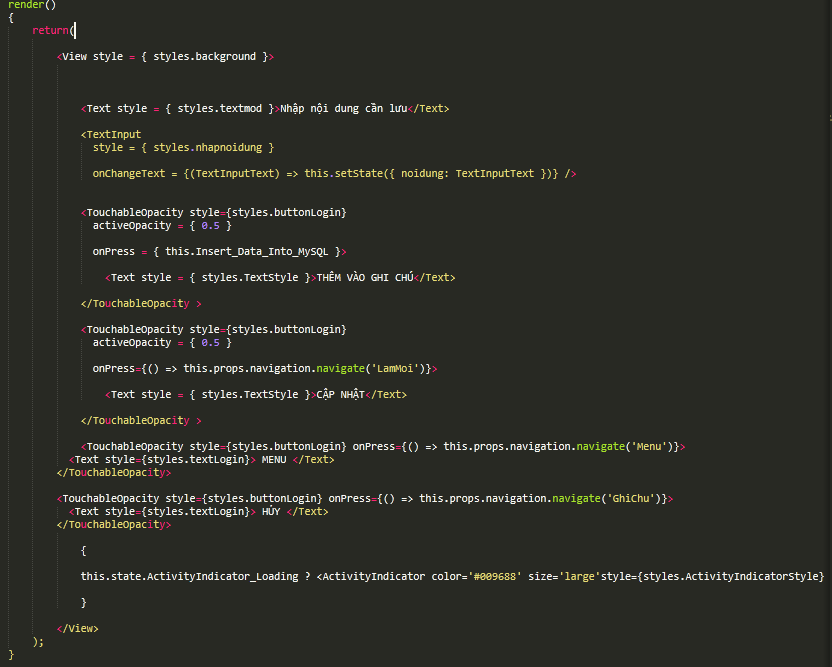 render()
{
return(
<View style = { styles.background }>
<Text style = { styles.textmod }>Nhập nội dung cần lưu</Text>
<TextInput
style = { styles.nhapnoidung }
onChangeText = {(TextInputText) => this.setState({ noidung: TextInputText })} />
<TouchableOpacity style={styles.buttonLogin}
activeOpacity = { 0.5 }
onPress = { this.Insert_Data_Into_MySQL }>
<Text style = { styles.TextStyle }>THÊM VÀO GHI CHÚ</Text>
</TouchableOpacity >
<TouchableOpacity style={styles.buttonLogin}
activeOpacity = { 0.5 }
onPress={() => this.props.navigation.navigate('LamMoi')}>
<Text style = { styles.TextStyle }>CẬP NHẬT</Text>
</TouchableOpacity >
<TouchableOpacity style={styles.buttonLogin} onPress={() => this.props.navigation.navigate('Menu')}>
<Text style={styles.textLogin}> MENU </Text>
</TouchableOpacity>
<TouchableOpacity style={styles.buttonLogin} onPress={() => this.props.navigation.navigate('GhiChu')}>
<Text style={styles.textLogin}> HỦY </Text>
</TouchableOpacity>
{
this.state.ActivityIndicator_Loading ? <ActivityIndicator color='#009688' size='large'style={styles.ActivityIndicatorStyle}
}
</View>
);
}